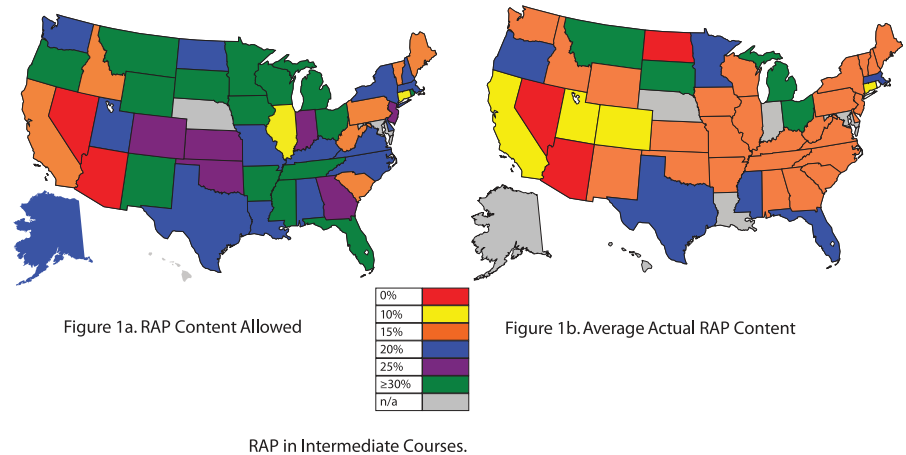 0%
10%
15%
20%
25%
≥30%
n/a
Figure 1a. RAP Content Allowed
Figure 1b. Average Actual RAP Content
RAP in Intermediate Courses.